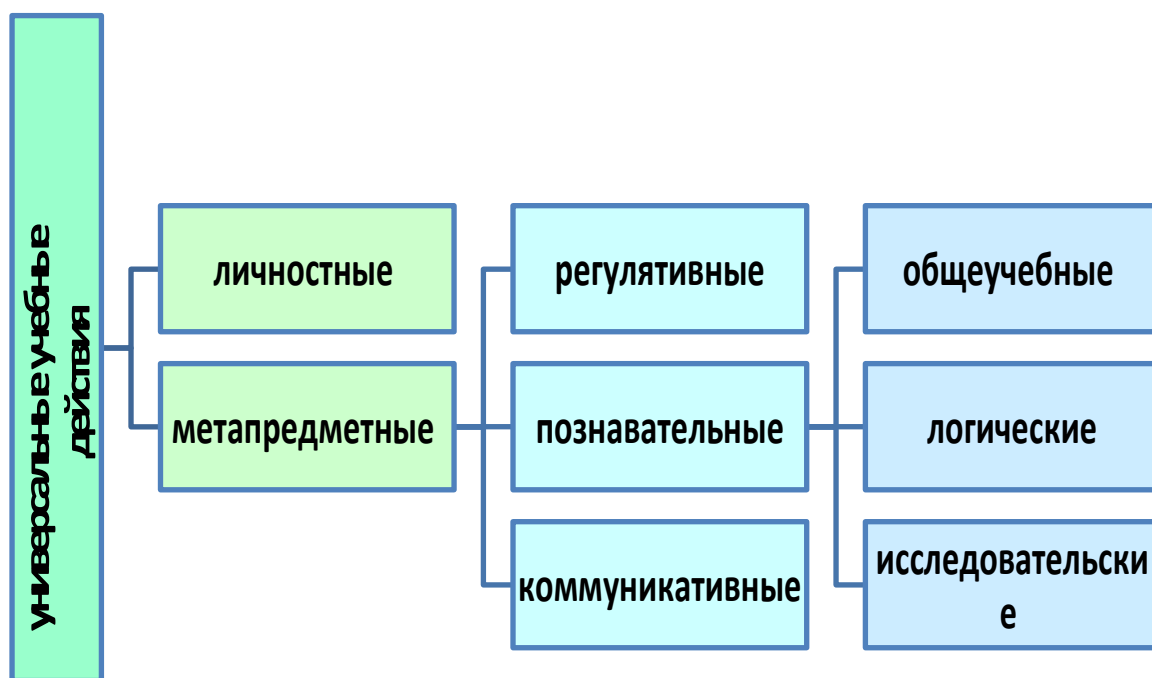 универсальные учебные
действия
личностные
регулятивные
общеучебные
метапредметные
познавательные
логические
коммуникативные
исследовательски
е